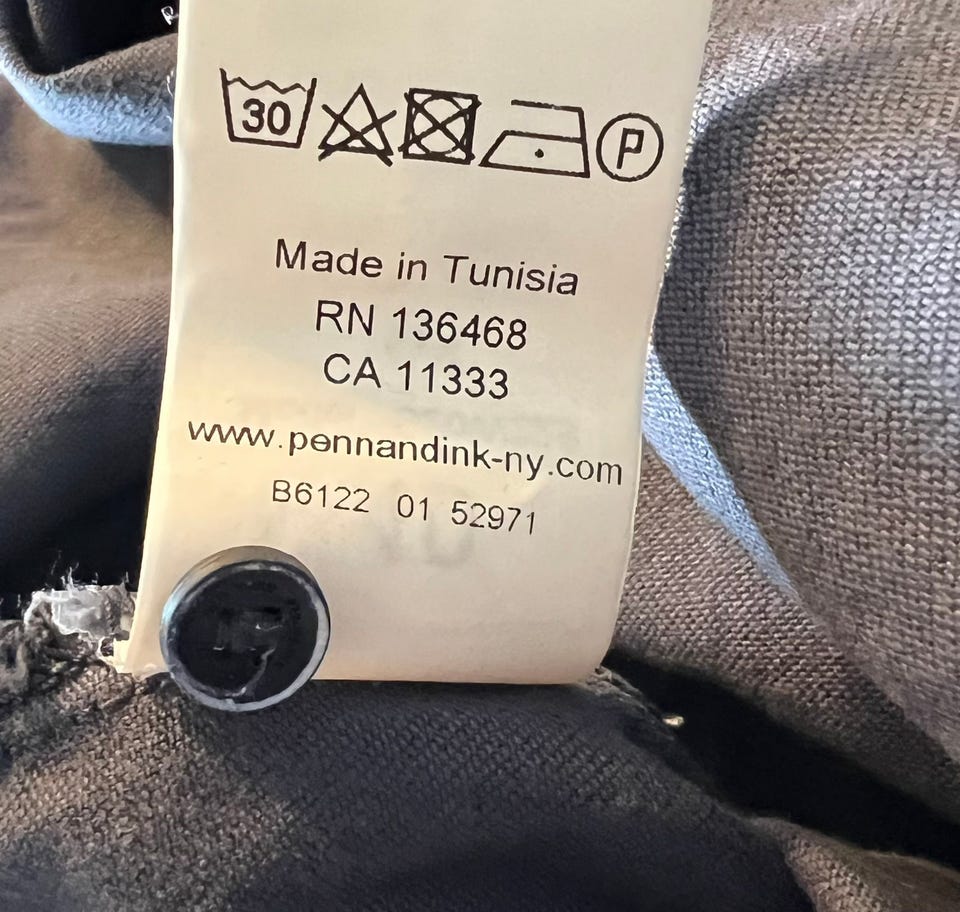 30 P
Made in Tunisia
RN 136468
CA 11333
www.pennandink-ny.com
B6122 01 52971